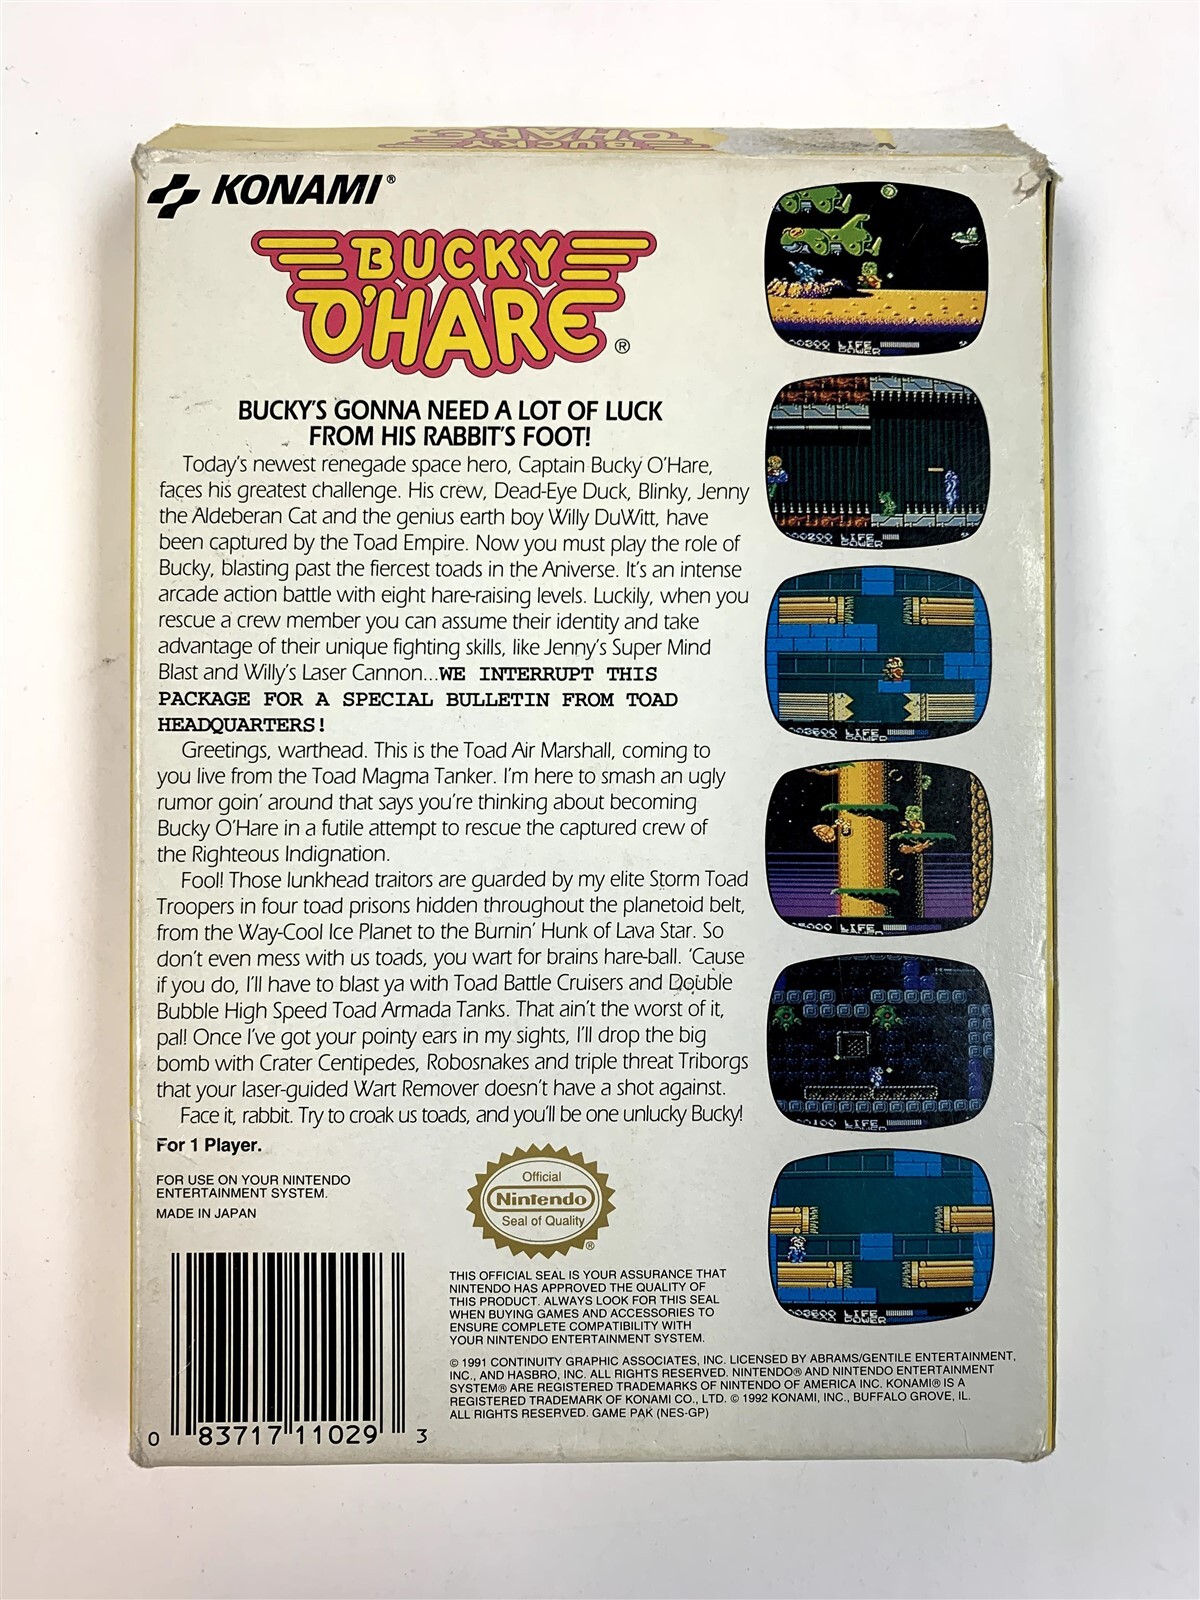 BUCKY O'HARE
KONAMI®
BUCKY
O'HARE®
BUCKY'S GONNA NEED A LOT OF LUCK
FROM HIS RABBIT'S FOOT!
Today's newest renegade space hero, Captain Bucky O'Hare,
faces his greatest challenge. His crew, Dead-Eye Duck, Blinky, Jenny
the Aldeberan Cat and the genius earth boy Willy DuWitt, have
been captured by the Toad Empire. Now you must play the role of
Bucky, blasting past the fiercest toads in the Aniverse. It's an intense
arcade action battle with eight hare-raising levels. Luckily, when you
rescue a crew member you can assume their identity and take
advantage of their unique fighting skills, like Jenny's Super Mind
Blast and Willy's Laser Cannon...WE INTERRUPT THIS
PACKAGE FOR A SPECIAL BULLETIN FROM TOAD
HEADQUARTERS!
Greetings, warthead. This is the Toad Air Marshall, coming to
you live from the Toad Magma Tanker. I'm here to smash an ugly
rumor goin' around that says you're thinking about becoming
Bucky O'Hare in a futile attempt to rescue the captured crew of
the Righteous Indignation.
Fool! Those lunkhead traitors are guarded by my elite Storm Toad
Troopers in four toad prisons hidden throughout the planetoid belt,
from the Way-Cool Ice Planet to the Burnin' Hunk of Lava Star. So
don't even mess with us toads, you wart for brains hare-ball. 'Cause
if you do, I'll have to blast ya with Toad Battle Cruisers and Double
Bubble High Speed Toad Armada Tanks. That ain't the worst of it,
pal! Once I've got your pointy ears in my sights, I'll drop the big
bomb with Crater Centipedes, Robosnakes and triple threat Triborgs
that your laser-guided Wart Remover doesn't have a shot against.
Face it, rabbit. Try to croak us toads, and you'll be one unlucky Bucky!
For 1 Player.
FOR USE ON YOUR NINTENDO
ENTERTAINMENT SYSTEM.
MADE IN JAPAN
Official
Nintendo
Seal of Quality
®
THIS OFFICIAL SEAL IS YOUR ASSURANCE THAT
NINTENDO HAS APPROVED THE QUALITY OF
THIS PRODUCT. ALWAYS LOOK FOR THIS SEAL
WHEN BUYING GAMES AND ACCESSORIES TO
ENSURE COMPLETE COMPATIBILITY WITH
YOUR NINTENDO ENTERTAINMENT SYSTEM.
© 1991 CONTINUITY GRAPHIC ASSOCIATES, INC. LICENSED BY ABRAMS/GENTILE ENTERTAINMENT,
INC., AND HASBRO, INC. ALL RIGHTS RESERVED. NINTENDO® AND NINTENDO ENTERTAINMENT
SYSTEM® ARE REGISTERED TRADEMARKS OF NINTENDO OF AMERICA INC. KONAMI® IS A
REGISTERED TRADEMARK OF KONAMI CO., LTD. © 1992 KONAMI, INC., BUFFALO GROVE, IL.
ALL RIGHTS RESERVED. GAME PAK (NES-GP)
0 83717 11029 3
LIFE
POWER
LIFE
POWER
LIFE
POWER
LIFE
LIFE
POWER
LIFE
POWER